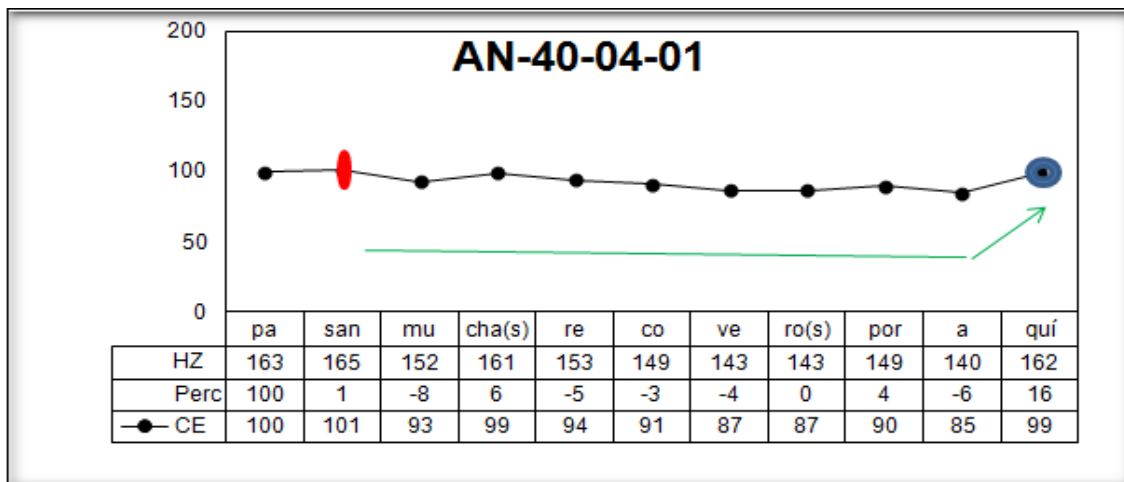 AN-40-04-01
200
150
100
50
0
pa san mu cha(s) re co ve ro(s) por a quí
HZ 163 165 152 161 153 149 143 143 149 140 162
Perc 100 1 -8 6 -5 -3 -4 0 4 -6 16
CE 100 101 93 99 94 91 87 87 90 85 99